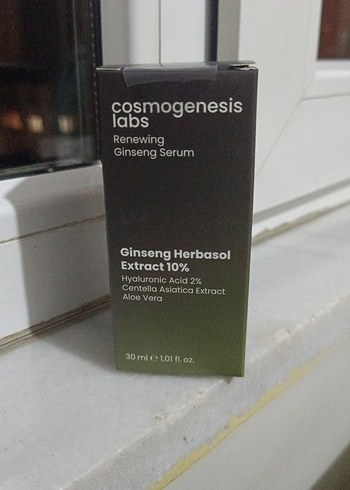 cosmogenesis
labs
Renewing
Ginseng Serum
Ginseng Herbasol
Extract 10%
Hyaluronic Acid 2%
Centella Asiatica Extract
Aloe Vera
30 ml ℮ 1,01 fl. oz.